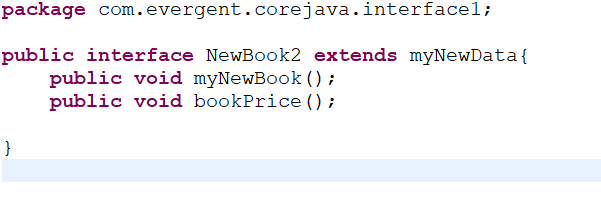 package com.evergent.corejava.interface1;
public interface NewBook2 extends myNewData{
public void myNewBook();
public void bookPrice();
}